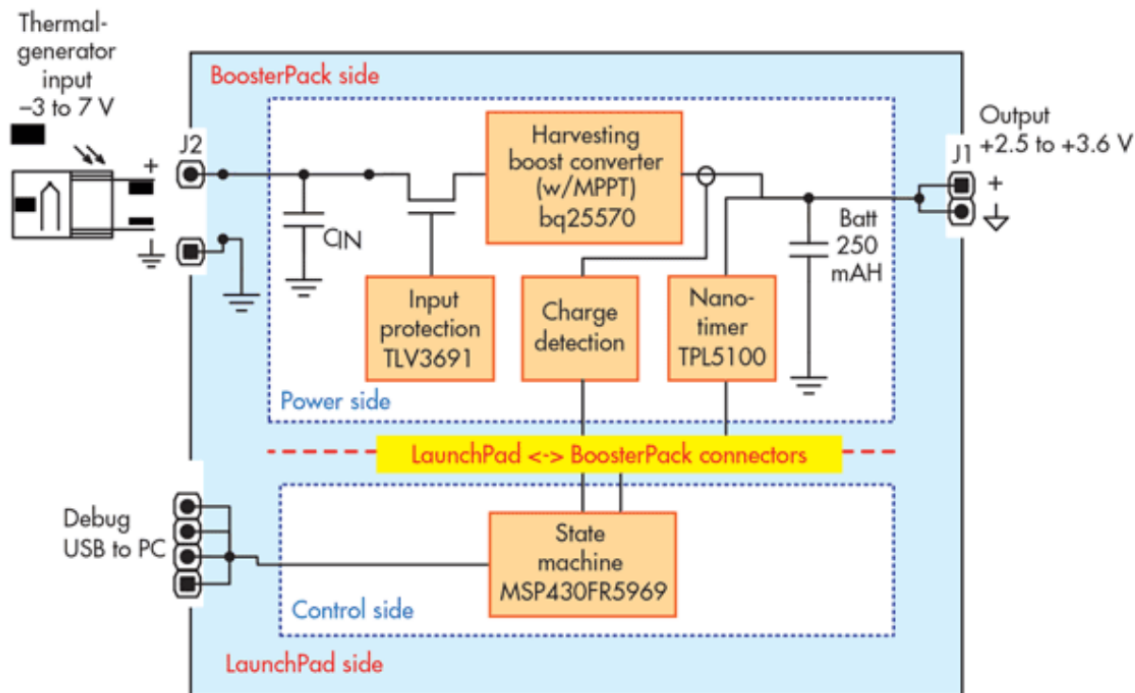 Thermal-
generator
input
–3 to 7 V
BoosterPack side
J2
+
CIN
Harvesting
boost converter
(w/MPPT)
bq25570
Output
+2.5 to +3.6 V
J1
+
Batt
250
mAH
Input
protection
TLV3691
Charge
detection
Nano-
timer
TPL5100
Power side
LaunchPad <-> BoosterPack connectors
Debug
USB to PC
State
machine
MSP430FR5969
Control side
LaunchPad side